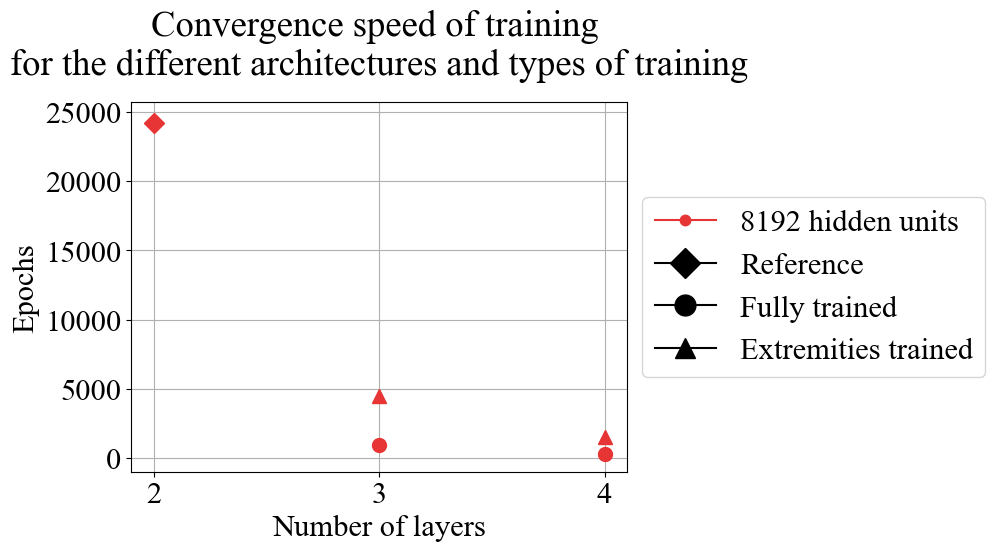 Convergence speed of training
for the different architectures and types of training
25000
20000
15000
10000
5000
0
Epochs
2 3 4
Number of layers
8192 hidden units
Reference
Fully trained
Extremities trained